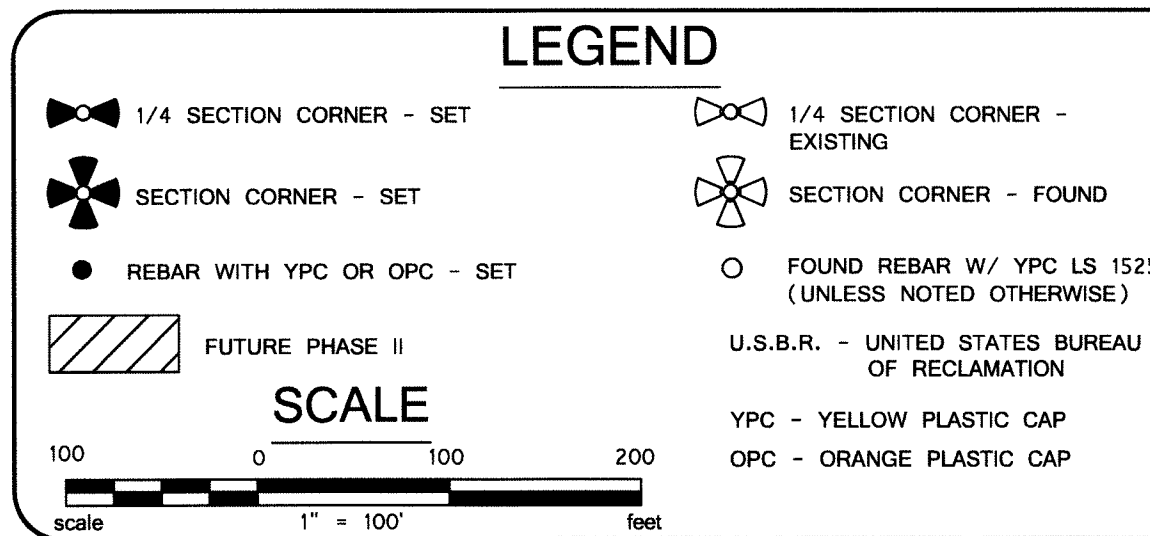 LEGEND
1/4 SECTION CORNER - SET
SECTION CORNER - SET
REBAR WITH YPC OR OPC - SET
FUTURE PHASE II
1/4 SECTION CORNER -
EXISTING
SECTION CORNER - FOUND
FOUND REBAR W/ YPC LS
(UNLESS NOTED OTHERWISE)
U.S.B.R. - UNITED STATES BUREAU
OF RECLAMATION
YPC - YELLOW PLASTIC CAP
OPC - ORANGE PLASTIC CAP
SCALE
100 0 100 200
scale 1" = 100' feet